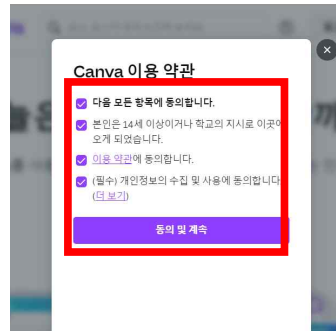 Canva 이용 약관
다음 모든 항목에 동의합니다.
본인은 14세 이상이거나 학교의 지시로 이곳에
오게 되었습니다.
이용 약관에 동의합니다.
(필수) 개인정보의 수집 및 사용에 동의합니다
(더 보기)
동의 및 계속